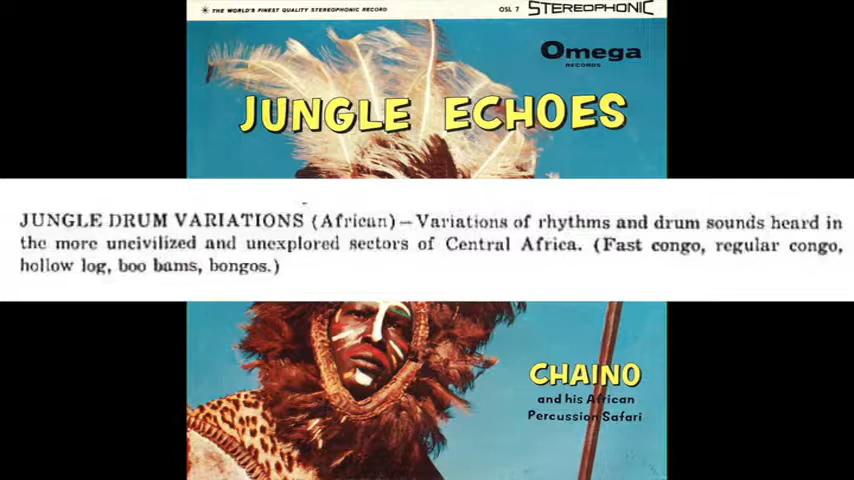 * THE WORLD'S FINEST QUALITY STEREOPHONIC RECORD
OSL 7 STEREOPHONIC
Omega
RECORDS
JUNGLE ECHOES
JUNGLE DRUM VARIATIONS (African)–Variations of rhythms and drum sounds heard in
the more uncivilized and unexplored sectors of Central Africa. (Fast congo, regular congo,
hollow log, boo bams, bongos.)
CHAINO
and his African
Percussion Safari